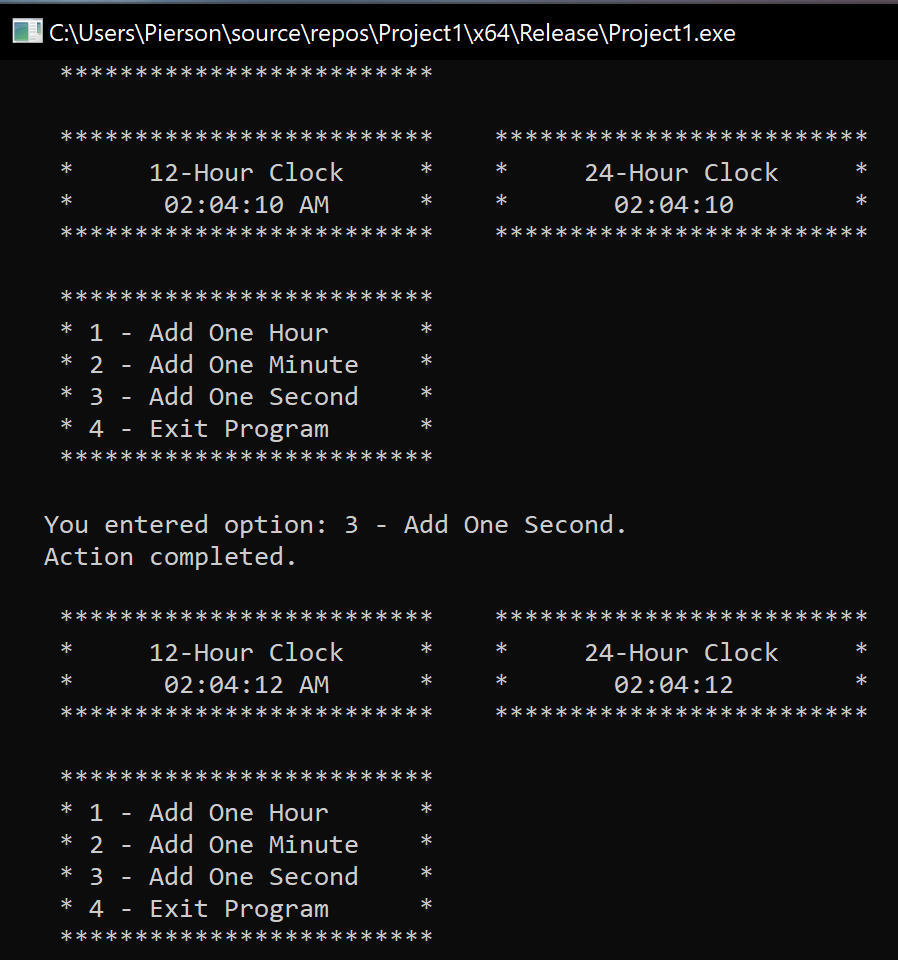 C:\Users\Pierson\source\repos\Project1\x64\Release\Project1.exe
*************************
*************************    *************************
*     12-Hour Clock     *    *     24-Hour Clock     *
*      02:04:10 AM      *    *       02:04:10        *
*************************    *************************
*************************
* 1 - Add One Hour      *
* 2 - Add One Minute    *
* 3 - Add One Second    *
* 4 - Exit Program      *
*************************
You entered option: 3 - Add One Second.
Action completed.
*************************    *************************
*     12-Hour Clock     *    *     24-Hour Clock     *
*      02:04:12 AM      *    *       02:04:12        *
*************************    *************************
*************************
* 1 - Add One Hour      *
* 2 - Add One Minute    *
* 3 - Add One Second    *
* 4 - Exit Program      *
*************************